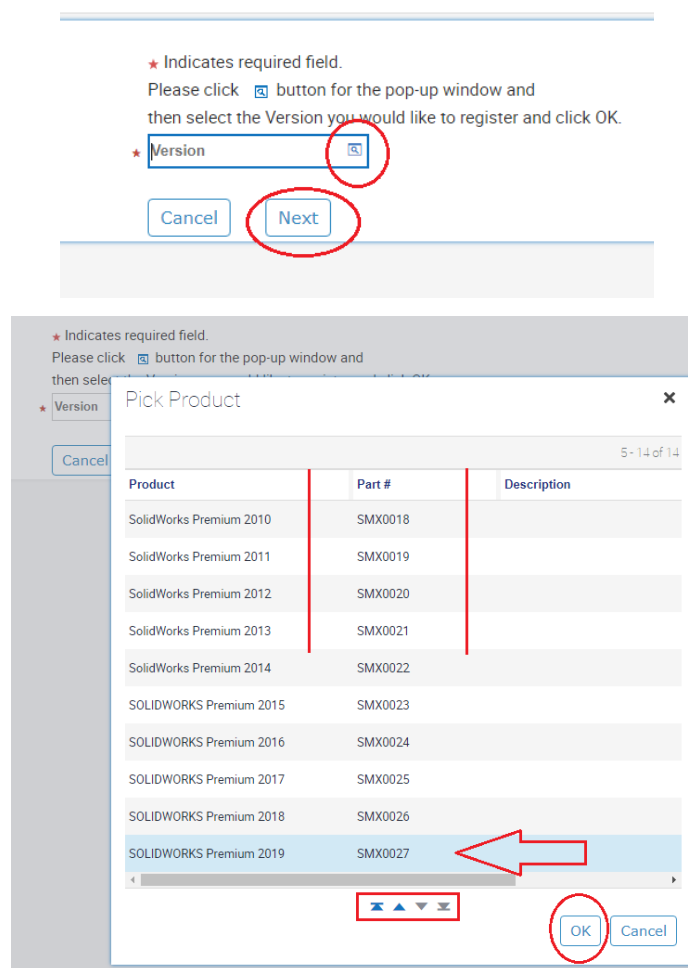 ★ Indicates required field.
Please click button for the pop-up window and
then select the Version you would like to register and click OK.
★ Version
Cancel Next
★ Indicates required field.
Please click button for the pop-up window and
then selec
★ Version
Cancel
Pick Product
5 - 14 of 14
Product Part # Description
SolidWorks Premium 2010 SMX0018
SolidWorks Premium 2011 SMX0019
SolidWorks Premium 2012 SMX0020
SolidWorks Premium 2013 SMX0021
SolidWorks Premium 2014 SMX0022
SOLIDWORKS Premium 2015 SMX0023
SOLIDWORKS Premium 2016 SMX0024
SOLIDWORKS Premium 2017 SMX0025
SOLIDWORKS Premium 2018 SMX0026
SOLIDWORKS Premium 2019 SMX0027
OK Cancel